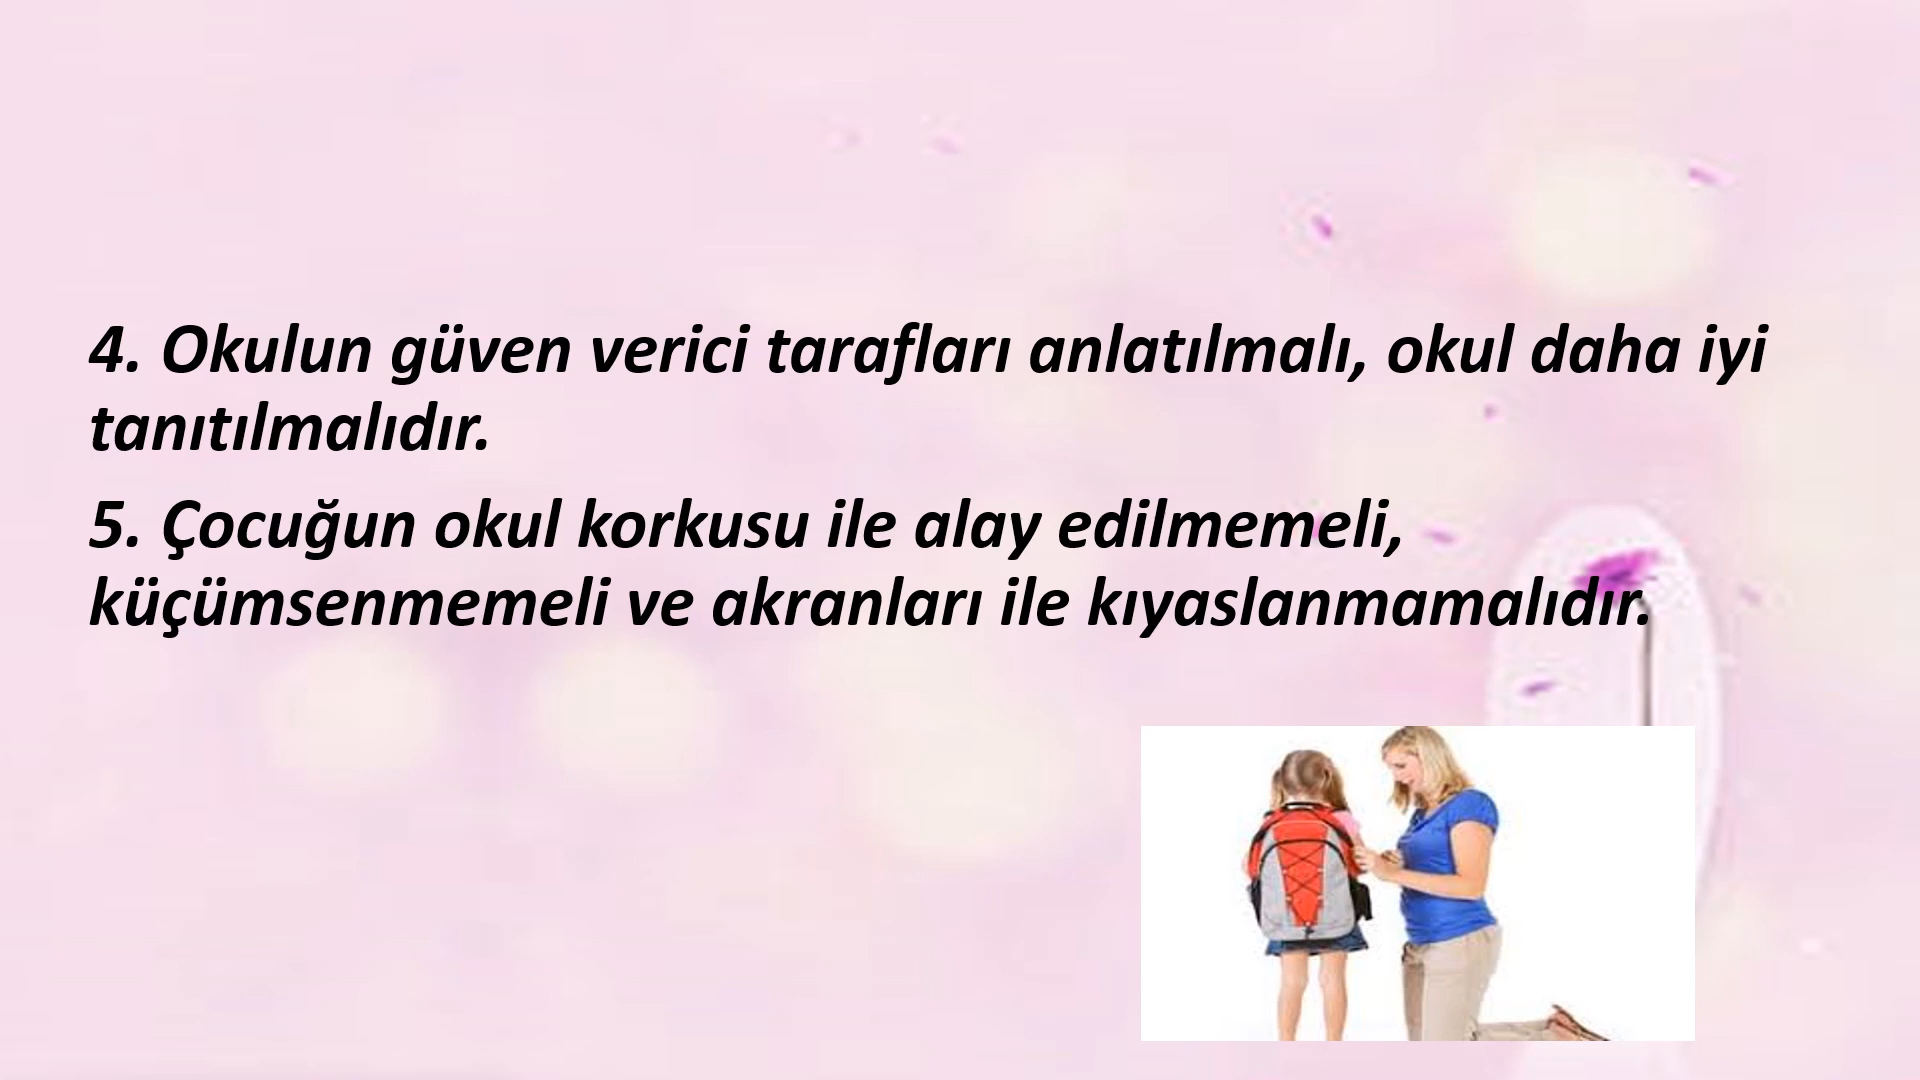 4. Okulun güven verici tarafları anlatılmalı, okul daha iyi
tanıtılmalıdır.
5. Çocuğun okul korkusu ile alay edilmemeli,
küçümsenmemeli ve akranları ile kıyaslanmamalıdır.